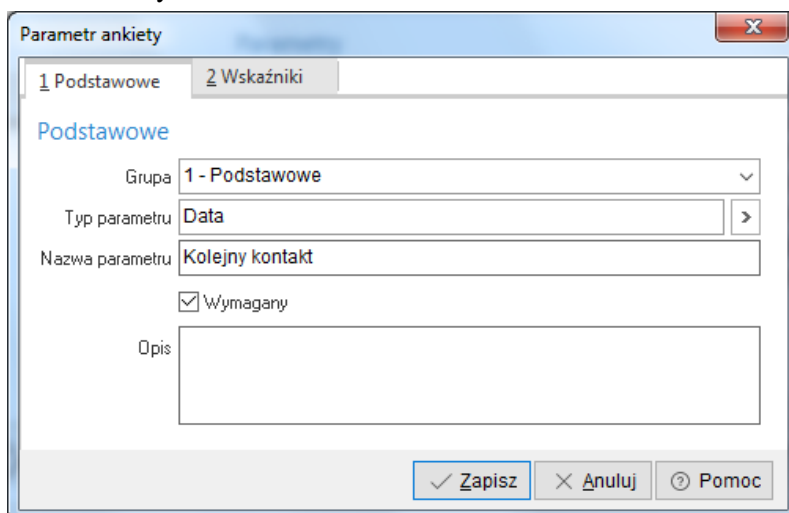 Parametr ankiety
1 Podstawowe 2 Wskaźniki
Podstawowe
Grupa 1 - Podstawowe
Typ parametru Data
Nazwa parametru Kolejny kontakt
Wymagany
Opis
Zapisz Anuluj Pomoc